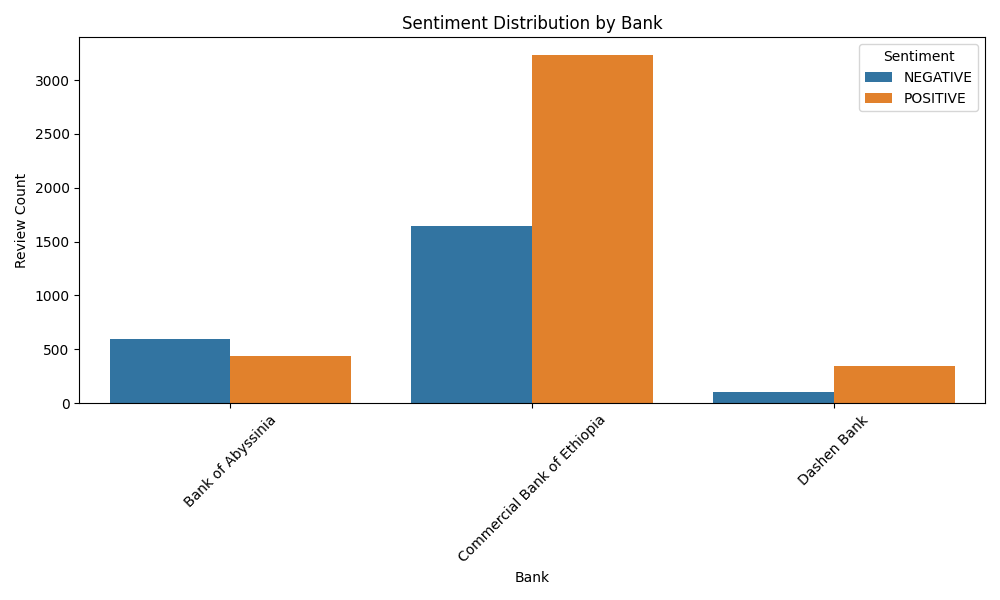 Sentiment Distribution by Bank
Sentiment
NEGATIVE
POSITIVE
Review Count
3000
2500
2000
1500
1000
500
0
Bank of Abyssinia
Commercial Bank of Ethiopia
Dashen Bank
Bank